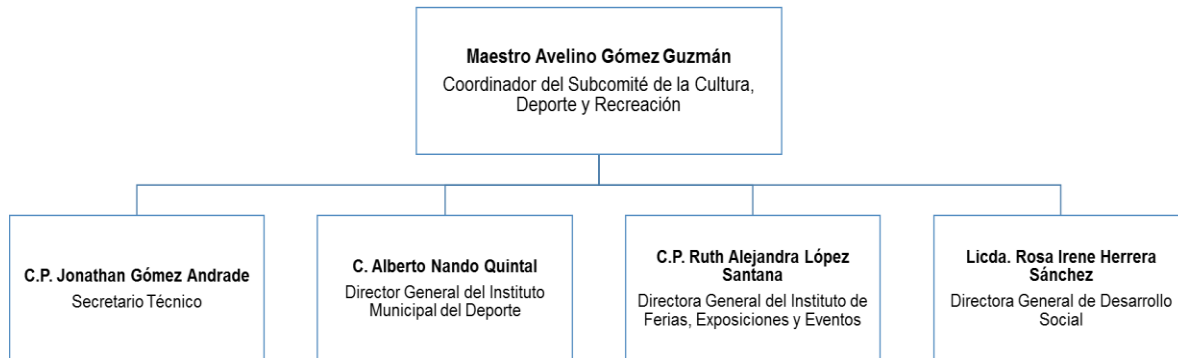 Maestro Avelino Gómez Guzmán
Coordinador del Subcomité de la Cultura,
Deporte y Recreación
C.P. Jonathan Gómez Andrade
Secretario Técnico
C. Alberto Nando Quintal
Director General del Instituto
Municipal del Deporte
C.P. Ruth Alejandra López
Santana
Directora General del Instituto de
Ferias, Exposiciones y Eventos
Licda. Rosa Irene Herrera
Sánchez
Directora General de Desarrollo
Social